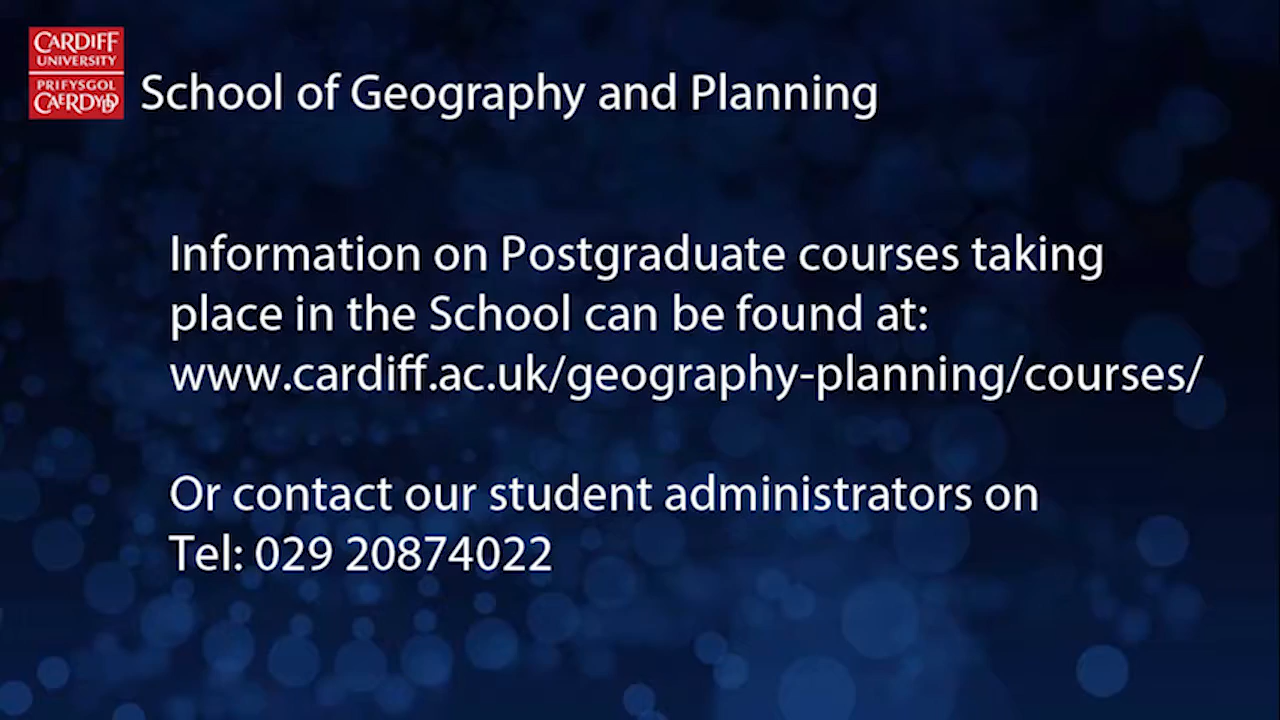 CARDIFF
UNIVERSITY
PRIFYSGOL
CAERDYDD
School of Geography and Planning
Information on Postgraduate courses taking
place in the School can be found at:
www.cardiff.ac.uk/geography-planning/courses/
Or contact our student administrators on
Tel: 029 20874022